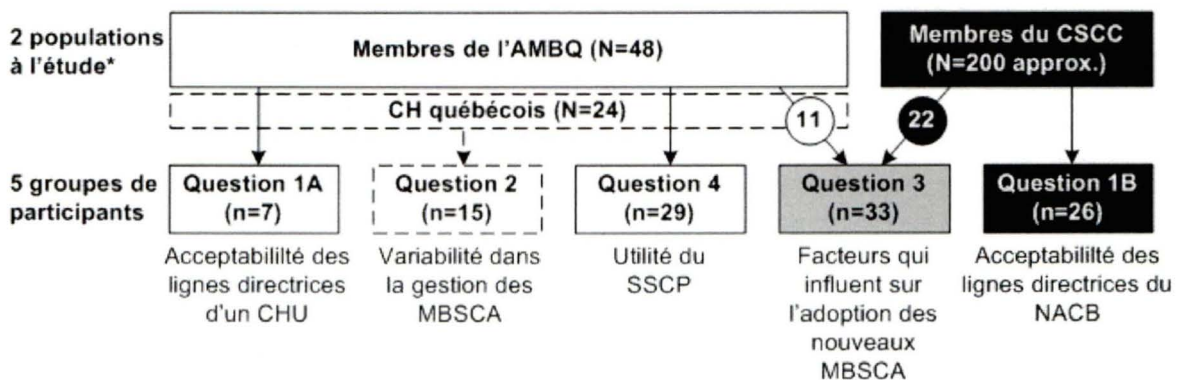 2 populations
à l'étude*
Membres de l'AMBQ (N=48)
Membres du CSCC
(N=200 approx.)
CH québécois (N=24)
11
22
5 groupes de
participants
Question 1A
(n=7)
Question 2
(n=15)
Question 4
(n=29)
Question 3
(n=33)
Question 1B
(n=26)
Acceptabililté des
lignes directrices
d'un CHU
Variabilité dans
la gestion des
MBSCA
Utilité du
SSCP
Facteurs qui
influent sur
l'adoption des
nouveaux
MBSCA
Acceptabililté des
lignes directrices du
NACB